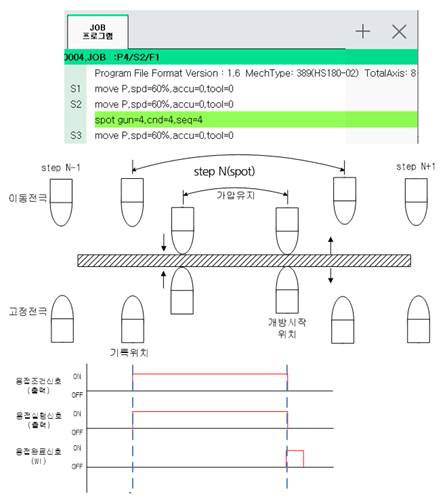 JOB
프로그램
0004,JOB :P4/S2/F1
Program File Format Version : 1.6 MechType: 389(HS180-02) TotalAxis: 8
S1 move P,spd=60%,accu=0,tool=0
S2 move P,spd=60%,accu=0,tool=0
spot gun=4,cnd=4,seq=4
S3 move P,spd=60%,accu=0,tool=0
step N-1
step N(spot)
step N+1
이동전극
가압유지
고정전극
기록위치
개방시작
위치
용접조건신호
(출력)
ON
OFF
용접실행신호
(출력)
ON
OFF
용접완료신호
(WI)
ON
OFF